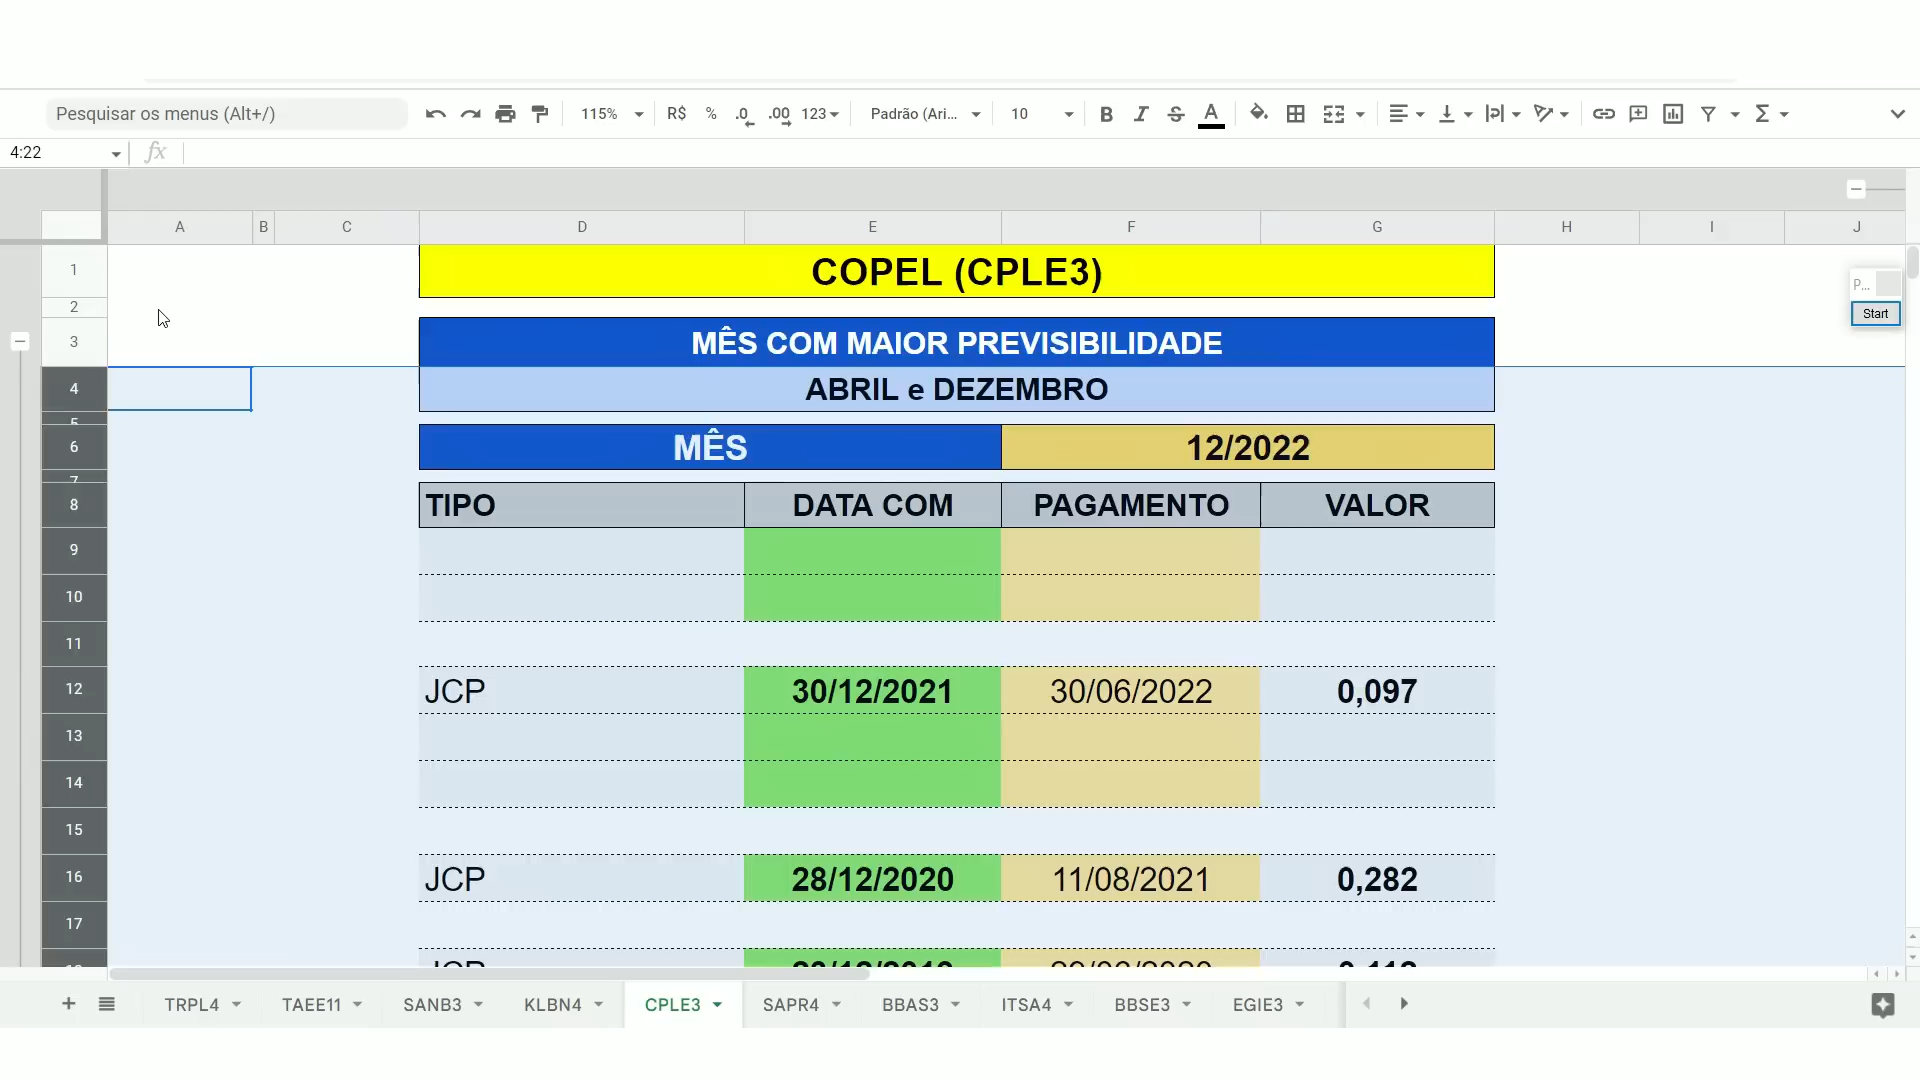 Pesquisar os menus (Alt+/)
115% R$ % .0 .00 123 Padrão (Ari... 10 B I S A
4:22 fx
A B C D E F G H I J
1 COPEL (CPLE3)
2
P...
Start
3 MÊS COM MAIOR PREVISIBILIDADE
4 ABRIL e DEZEMBRO
5
6 MÊS 12/2022
7
8 TIPO DATA COM PAGAMENTO VALOR
9
10
11
12 JCP 30/12/2021 30/06/2022 0,097
13
14
15
16 JCP 28/12/2020 11/08/2021 0,282
17
TRPL4 TAEE11 SANB3 KLBN4 CPLE3 SAPR4 BBAS3 ITSA4 BBSE3 EGIE3